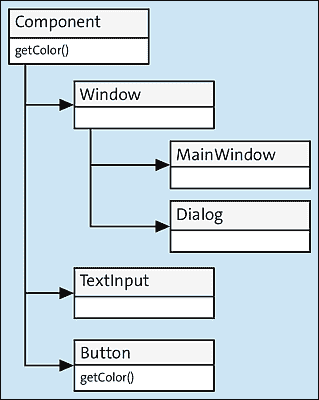 Component
getColor()
Window
MainWindow
Dialog
TextInput
Button
getColor()